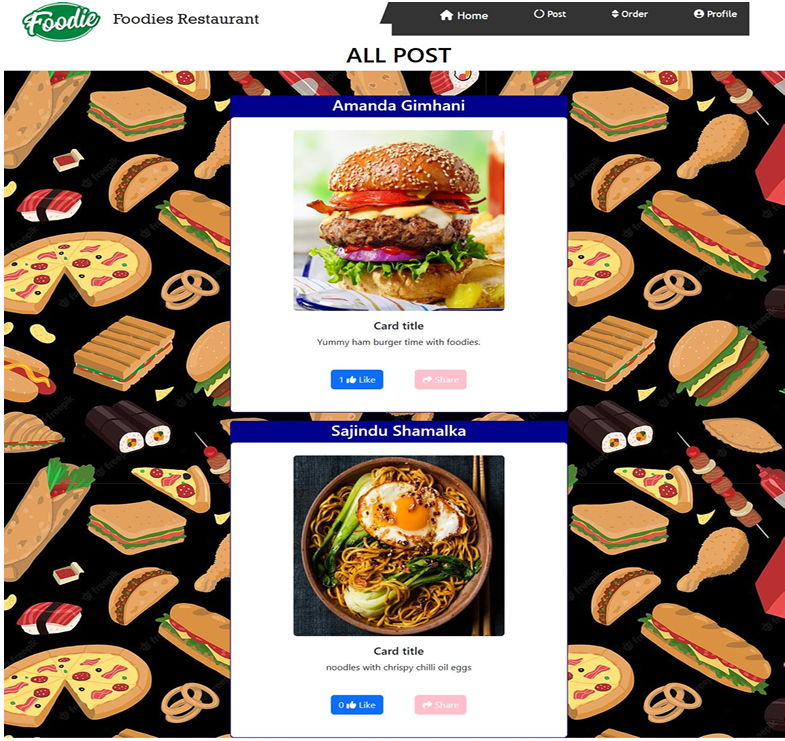 Foodie
Foodies Restaurant
Home
Post
Order
Profile
ALL POST
Amanda Gimhani
Card title
Yummy ham burger time with foodies.
1 Like
Share
Sajindu Shamalka
Card title
noodles with chrispy chilli oil eggs
0 Like
Share